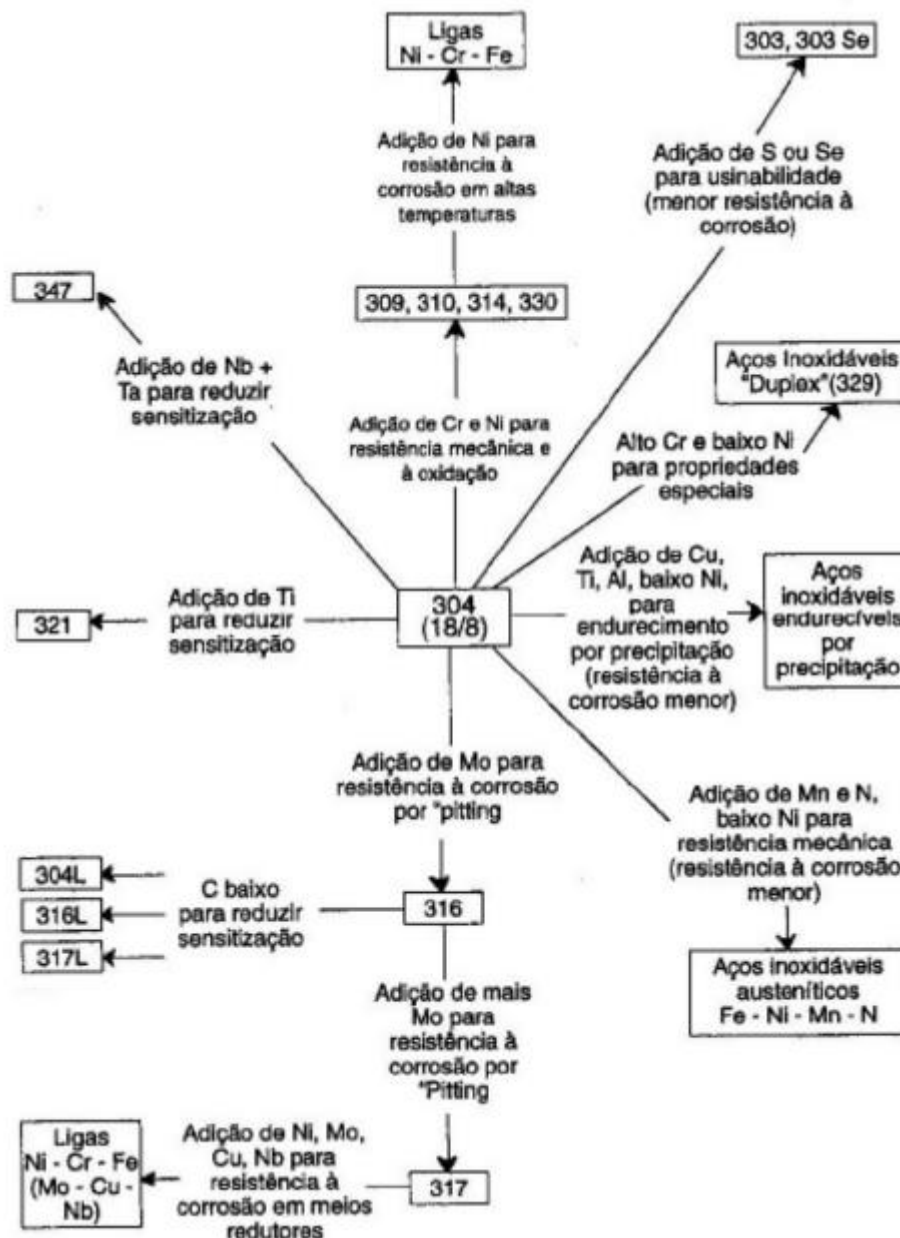 Ligas
Ni - Cr - Fe
303, 303 Se
Adição de Ni para
resistência à
corrosão em altas
temperaturas
Adição de S ou Se
para usinabilidade
(menor resistência à
corrosão)
347
309, 310, 314, 330
Adição de Nb +
Ta para reduzir
sensitização
Aços Inoxidáveis
"Duplex"(329)
Adição de Cr e Ni para
resistência mecânica e
à oxidação
Alto Cr e baixo Ni
para propriedades
especiais
321
Adição de Ti
para reduzir
sensitização
304
(18/8)
Adição de Cu,
Ti, Al, baixo Ni,
para
endurecimento
por precipitação
(resistência à
corrosão menor)
Aços
inoxidáveis
endurecíveis
por
precipitação
Adição de Mo para
resistência à corrosão
por "pitting
Adição de Mn e N,
baixo Ni para
resistência mecânica
(resistência à corrosão
menor)
304L
316L
317L
C baixo
para reduzir
sensitização
316
Aços inoxidáveis
austeníticos
Fe - Ni - Mn - N
Adição de mais
Mo para
resistência à
corrosão por
"Pitting
Ligas
Ni - Cr - Fe
(Mo - Cu -
Nb)
Adição de Ni, Mo,
Cu, Nb para
resistência à
corrosão em meios
redutores
317